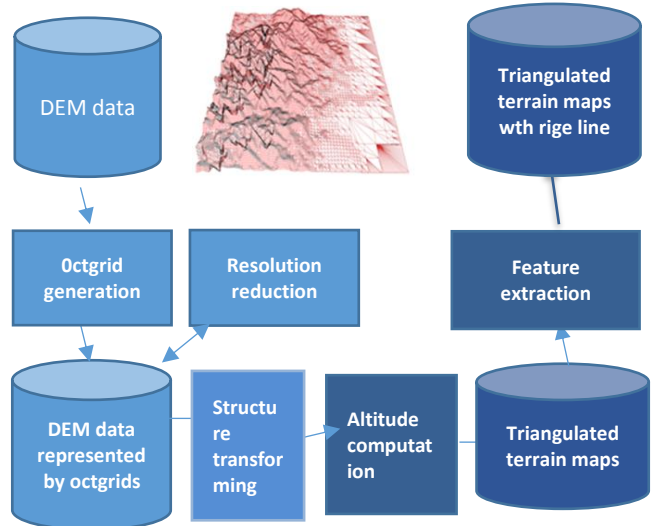 DEM data
Triangulated
terrain maps
wth rige line
0ctgrid
generation
Resolution
reduction
Feature
extraction
DEM data
represented
by octgrids
Structu
re
transfor
ming
Altitude
computat
ion
Triangulated
terrain maps